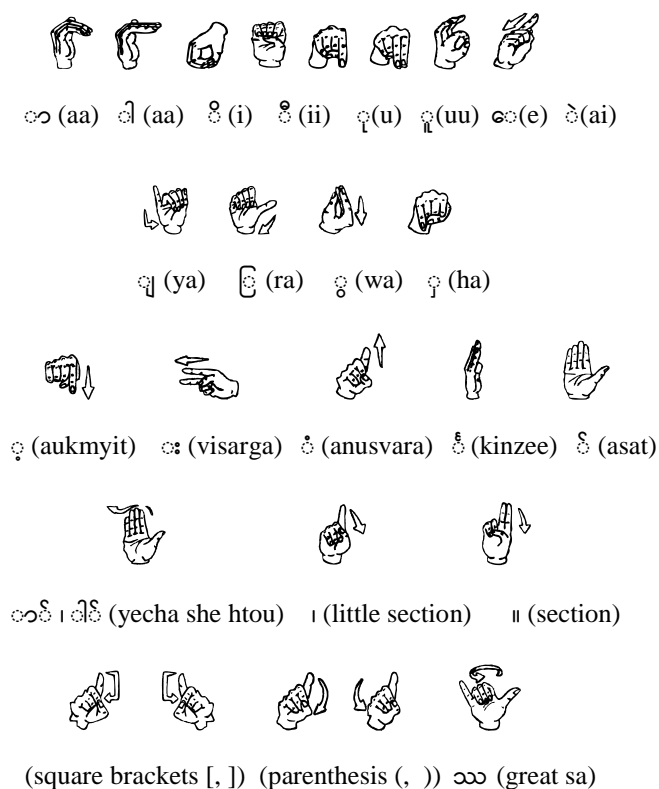 ာ (aa) ါ (aa) ိ (i) ီ (ii) ု(u) ူ(uu) ေ(e) ဲ(ai)
ျ (ya) ြ (ra) ွ (wa) ှ (ha)
့ (aukmyit) း (visarga) ံ (anusvara) င်္ (kinzee) ် (asat)
ာ် ၊ ါ် (yecha she htou) ၊ (little section) ။ (section)
(square brackets [, ]) (parenthesis (, )) ဿ (great sa)